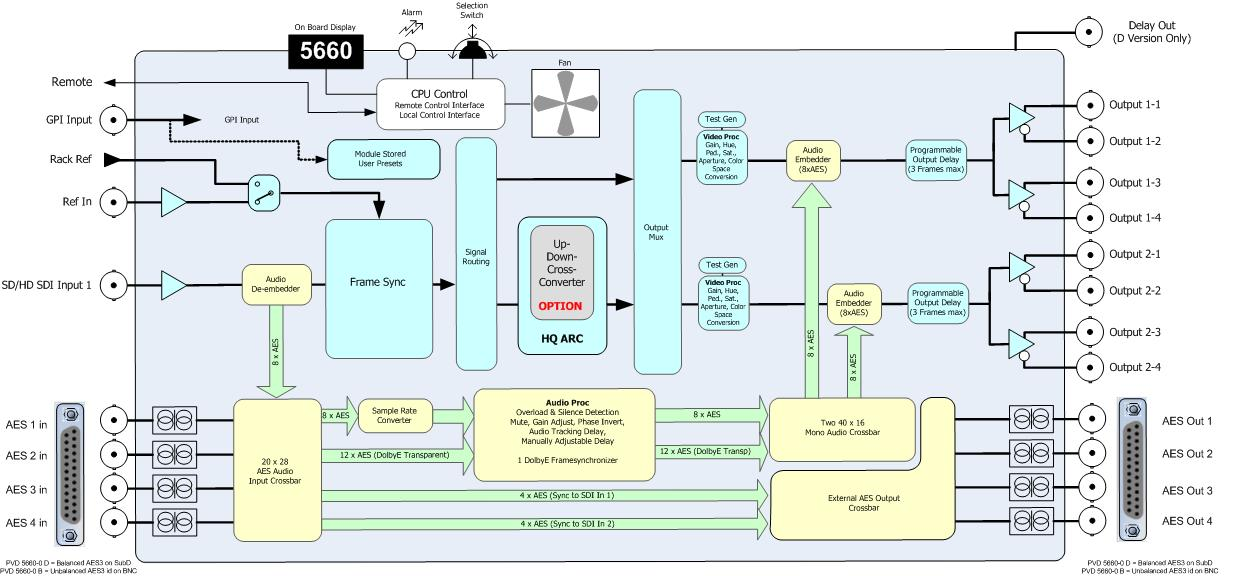 Selection
Switch
Alarm
On Board Display
5660
Delay Out
(D Version Only)
Fan
Remote
CPU Control
Remote Control Interface
Local Control Interface
GPI Input
GPI Input
Rack Ref
Module Stored
User Presets
Ref In
SD/HD SDI Input 1
Audio
De-embedder
Frame Sync
Signal
Routing
Up-
Down-
Cross-
Converter
OPTION
HQ ARC
Output
Mux
Test Gen
Video Proc
Gain, Hue,
Ped., Sat.,
Aperture, Color
Space
Conversion
Audio
Embedder
(8xAES)
Programmable
Output Delay
(3 Frames max)
Output 1-1
Output 1-2
Output 1-3
Output 1-4
Test Gen
Video Proc
Gain, Hue,
Ped., Sat.,
Aperture, Color
Space
Conversion
Audio
Embedder
(8xAES)
Programmable
Output Delay
(3 Frames max)
Output 2-1
Output 2-2
Output 2-3
Output 2-4
8 x AES
8 x AES
8 x AES
AES 1 in
AES 2 in
AES 3 in
AES 4 in
20 x 28
AES Audio
Input Crossbar
8 x AES
Sample Rate
Converter
12 x AES (DolbyE Transparent)
Audio Proc
Overload & Silence Detection
Mute, Gain Adjust, Phase Invert,
Audio Tracking Delay,
Manually Adjustable Delay
1 DolbyE Framesynchronizer
8 x AES
12 x AES (DolbyE Transp)
4 x AES (Sync to SDI In 1)
4 x AES (Sync to SDI In 2)
Two 40 x 16
Mono Audio Crossbar
External AES Output
Crossbar
AES Out 1
AES Out 2
AES Out 3
AES Out 4
PVD 5660-0 D = Balanced AES3 on SubD
PVD 5660-0 B = Unbalanced AES3 id on BNC
PVD 5660-0 D = Balanced AES3 on SubD
PVD 5660-0 B = Unbalanced AES3 id on BNC